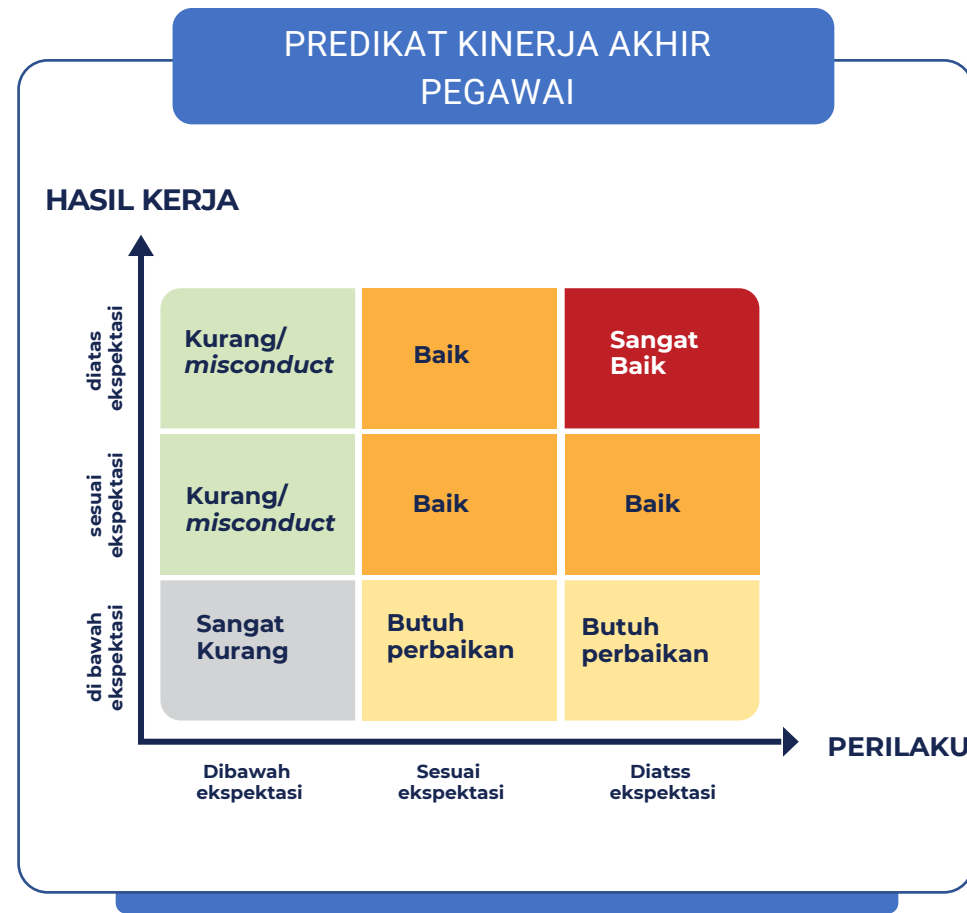 PREDIKAT KINERJA AKHIR
PEGAWAI
HASIL KERJA
diatas
ekspektasi
Kurang/
misconduct
Baik
Sangat
Baik
sesuai
ekspektasi
Kurang/
misconduct
Baik
Baik
di bawah
ekspektasi
Sangat
Kurang
Butuh
perbaikan
Butuh
perbaikan
PERILAKU
Dibawah
ekspektasi
Sesuai
ekspektasi
Diatss
ekspektasi